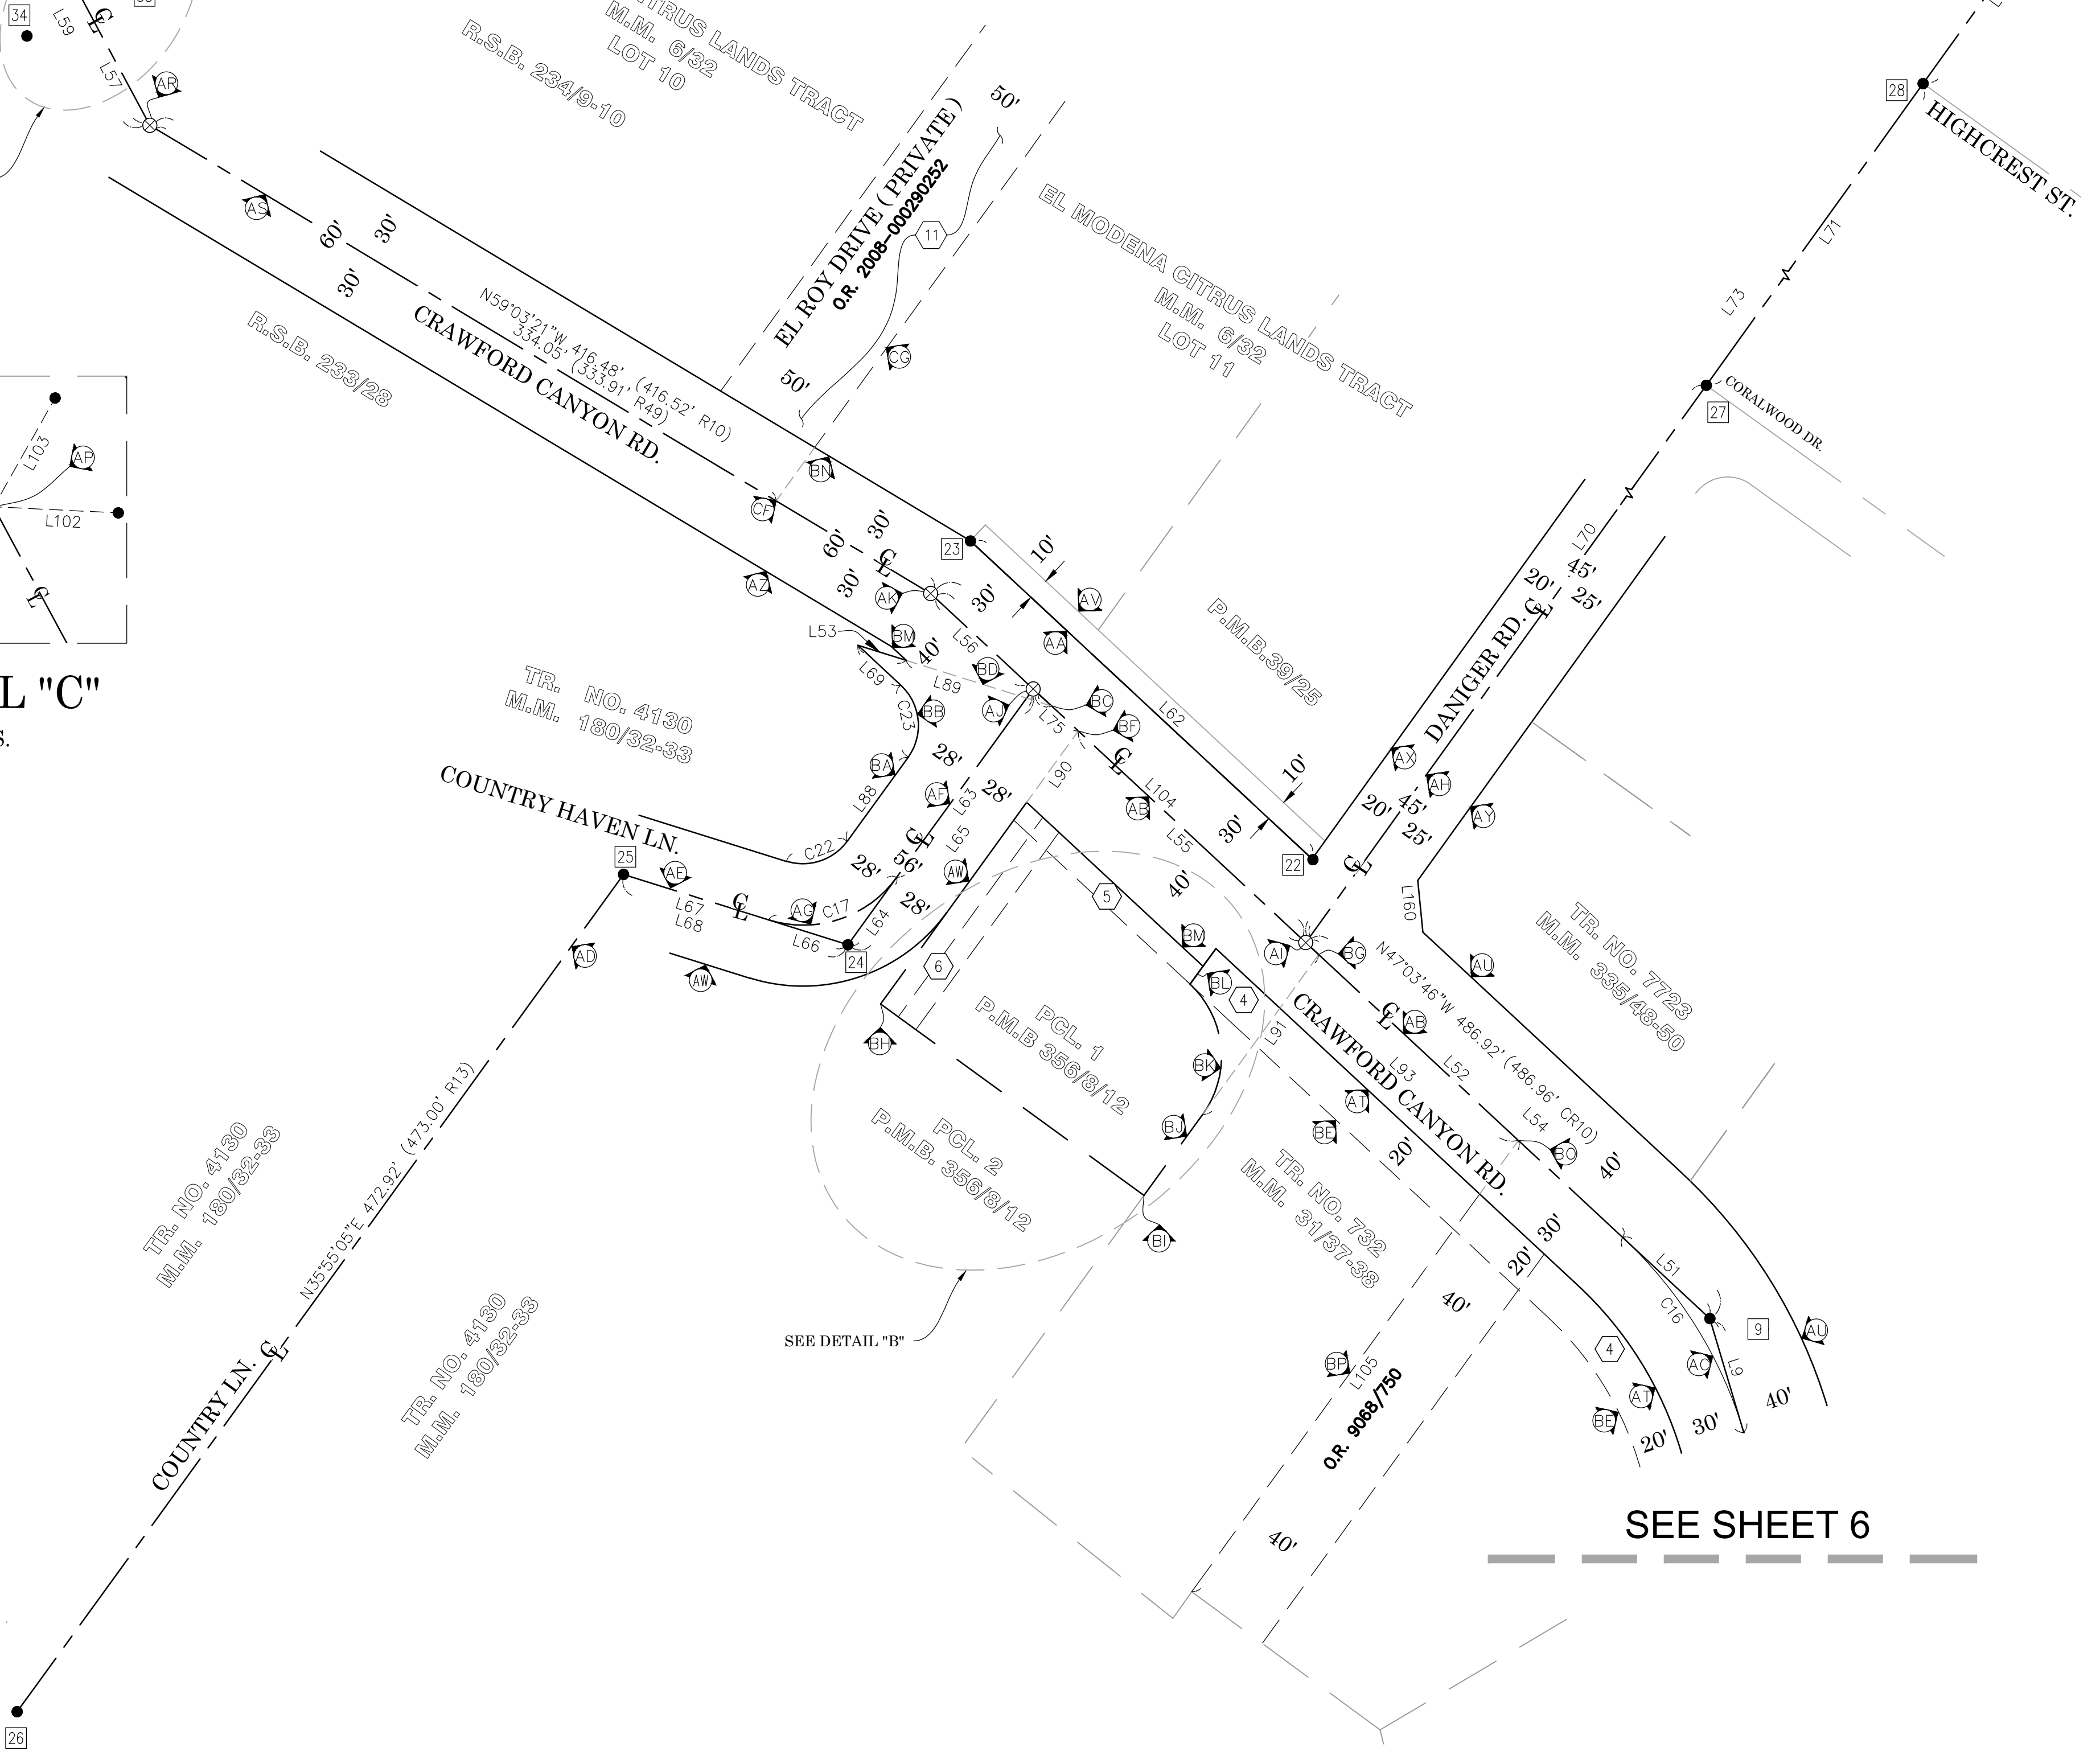 34
L59
CL
L57
AR
CITRUS LANDS TRACT
M.M. 6/32
LOT 10
R.S.B. 234/9-10
50'
EL ROY DRIVE ( PRIVATE )
O.R. 2008-000290252
11
28
HIGHCREST ST.
AS
60'
30'
30'
N59°03'21"W 416.48' (416.52' R10)
334.05' (333.91' R49)
CRAWFORD CANYON RD.
R.S.B. 233/28
EL MODENA CITRUS LANDS TRACT
M.M. 6/32
LOT 11
L71
L73
CG
50'
27
CORALWOOD DR.
L103
AP
L102
CL
L "C"
S.
BN
CF
60'
30'
30'
CL
23
10'
AZ
AK
30'
AV
AA
L53
BM
40'
L56
BD
P.M.B.39/25
L70
20'
45'
25'
CL
DANIGER RD.
L69
L89
C23
BB
AJ
L75
BC
BF
L62
TR. NO. 4130
M.M. 180/32-33
BA
28'
28'
AF
L63
L90
CL
L104
AB
10'
AX
AH
AY
20'
45'
25'
COUNTRY HAVEN LN.
L88
C22
CL
L65
L55
30'
25
AE
28'
56'
AW
22
CL
L67
L68
CL
AG
C17
L64
28'
5
40'
L160
L66
24
AD
AW
6
BM
AI
BG
N47°03'46"W 486.92' (486.96' CR10)
AU
TR. NO. 7723
M.M. 335/48-50
BL
4
CL
AB
BH
PCL. 1
P.M.B 356/8/12
L91
CRAWFORD CANYON RD.
BK
L93
L52
AT
BE
L54
BJ
PCL. 2
P.M.B. 356/8/12
20'
BO
40'
TR. NO. 732
M.M. 31/37-38
N35°55'05"E 472.92' (473.00' R13)
TR. NO. 4130
M.M. 180/32-33
BI
30'
20'
L51
40'
C16
9
AU
TR. NO. 4130
M.M. 180/32-33
SEE DETAIL "B"
CL
COUNTRY LN.
BP
L105
O.R. 9068/750
4
AC
L9
AT
BE
40'
30'
20'
40'
SEE SHEET 6
26